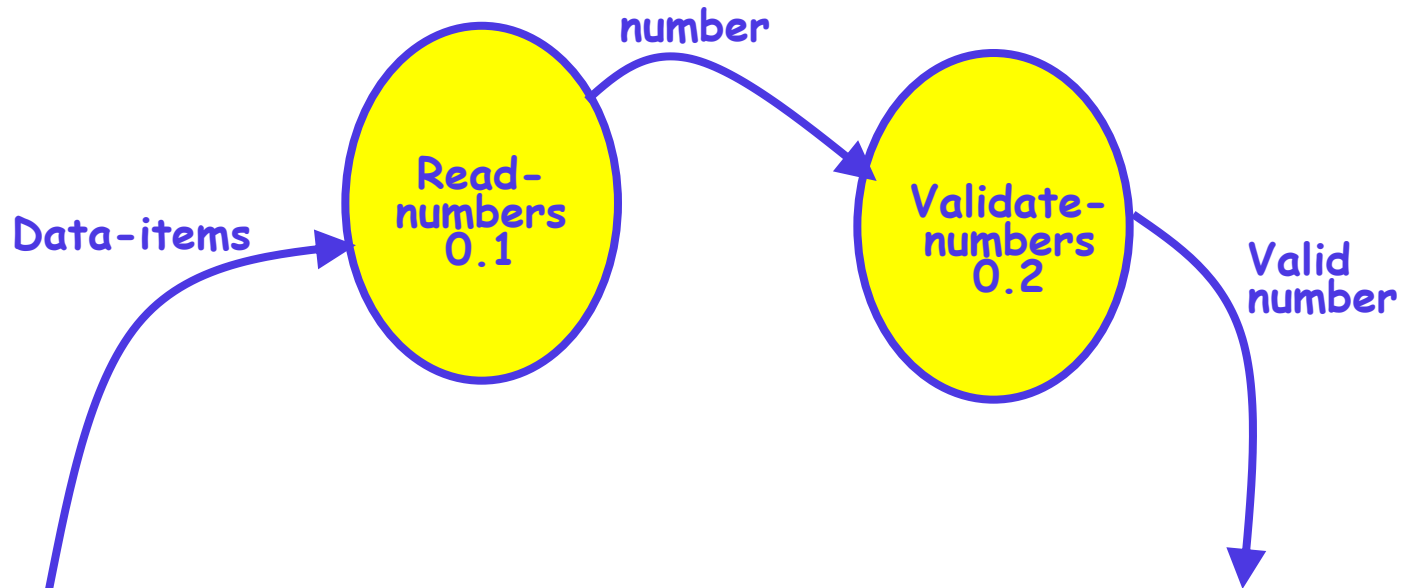 number
Read-
numbers
0.1
Validate-
numbers
0.2
Data-items
Valid
number